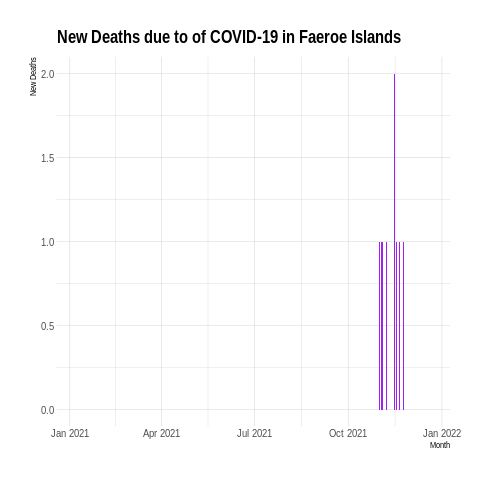 New Deaths due to of COVID-19 in Faeroe Islands
New Deaths
2.0
1.5
1.0
0.5
0.0
Jan 2021 Apr 2021 Jul 2021 Oct 2021 Jan 2022
Month